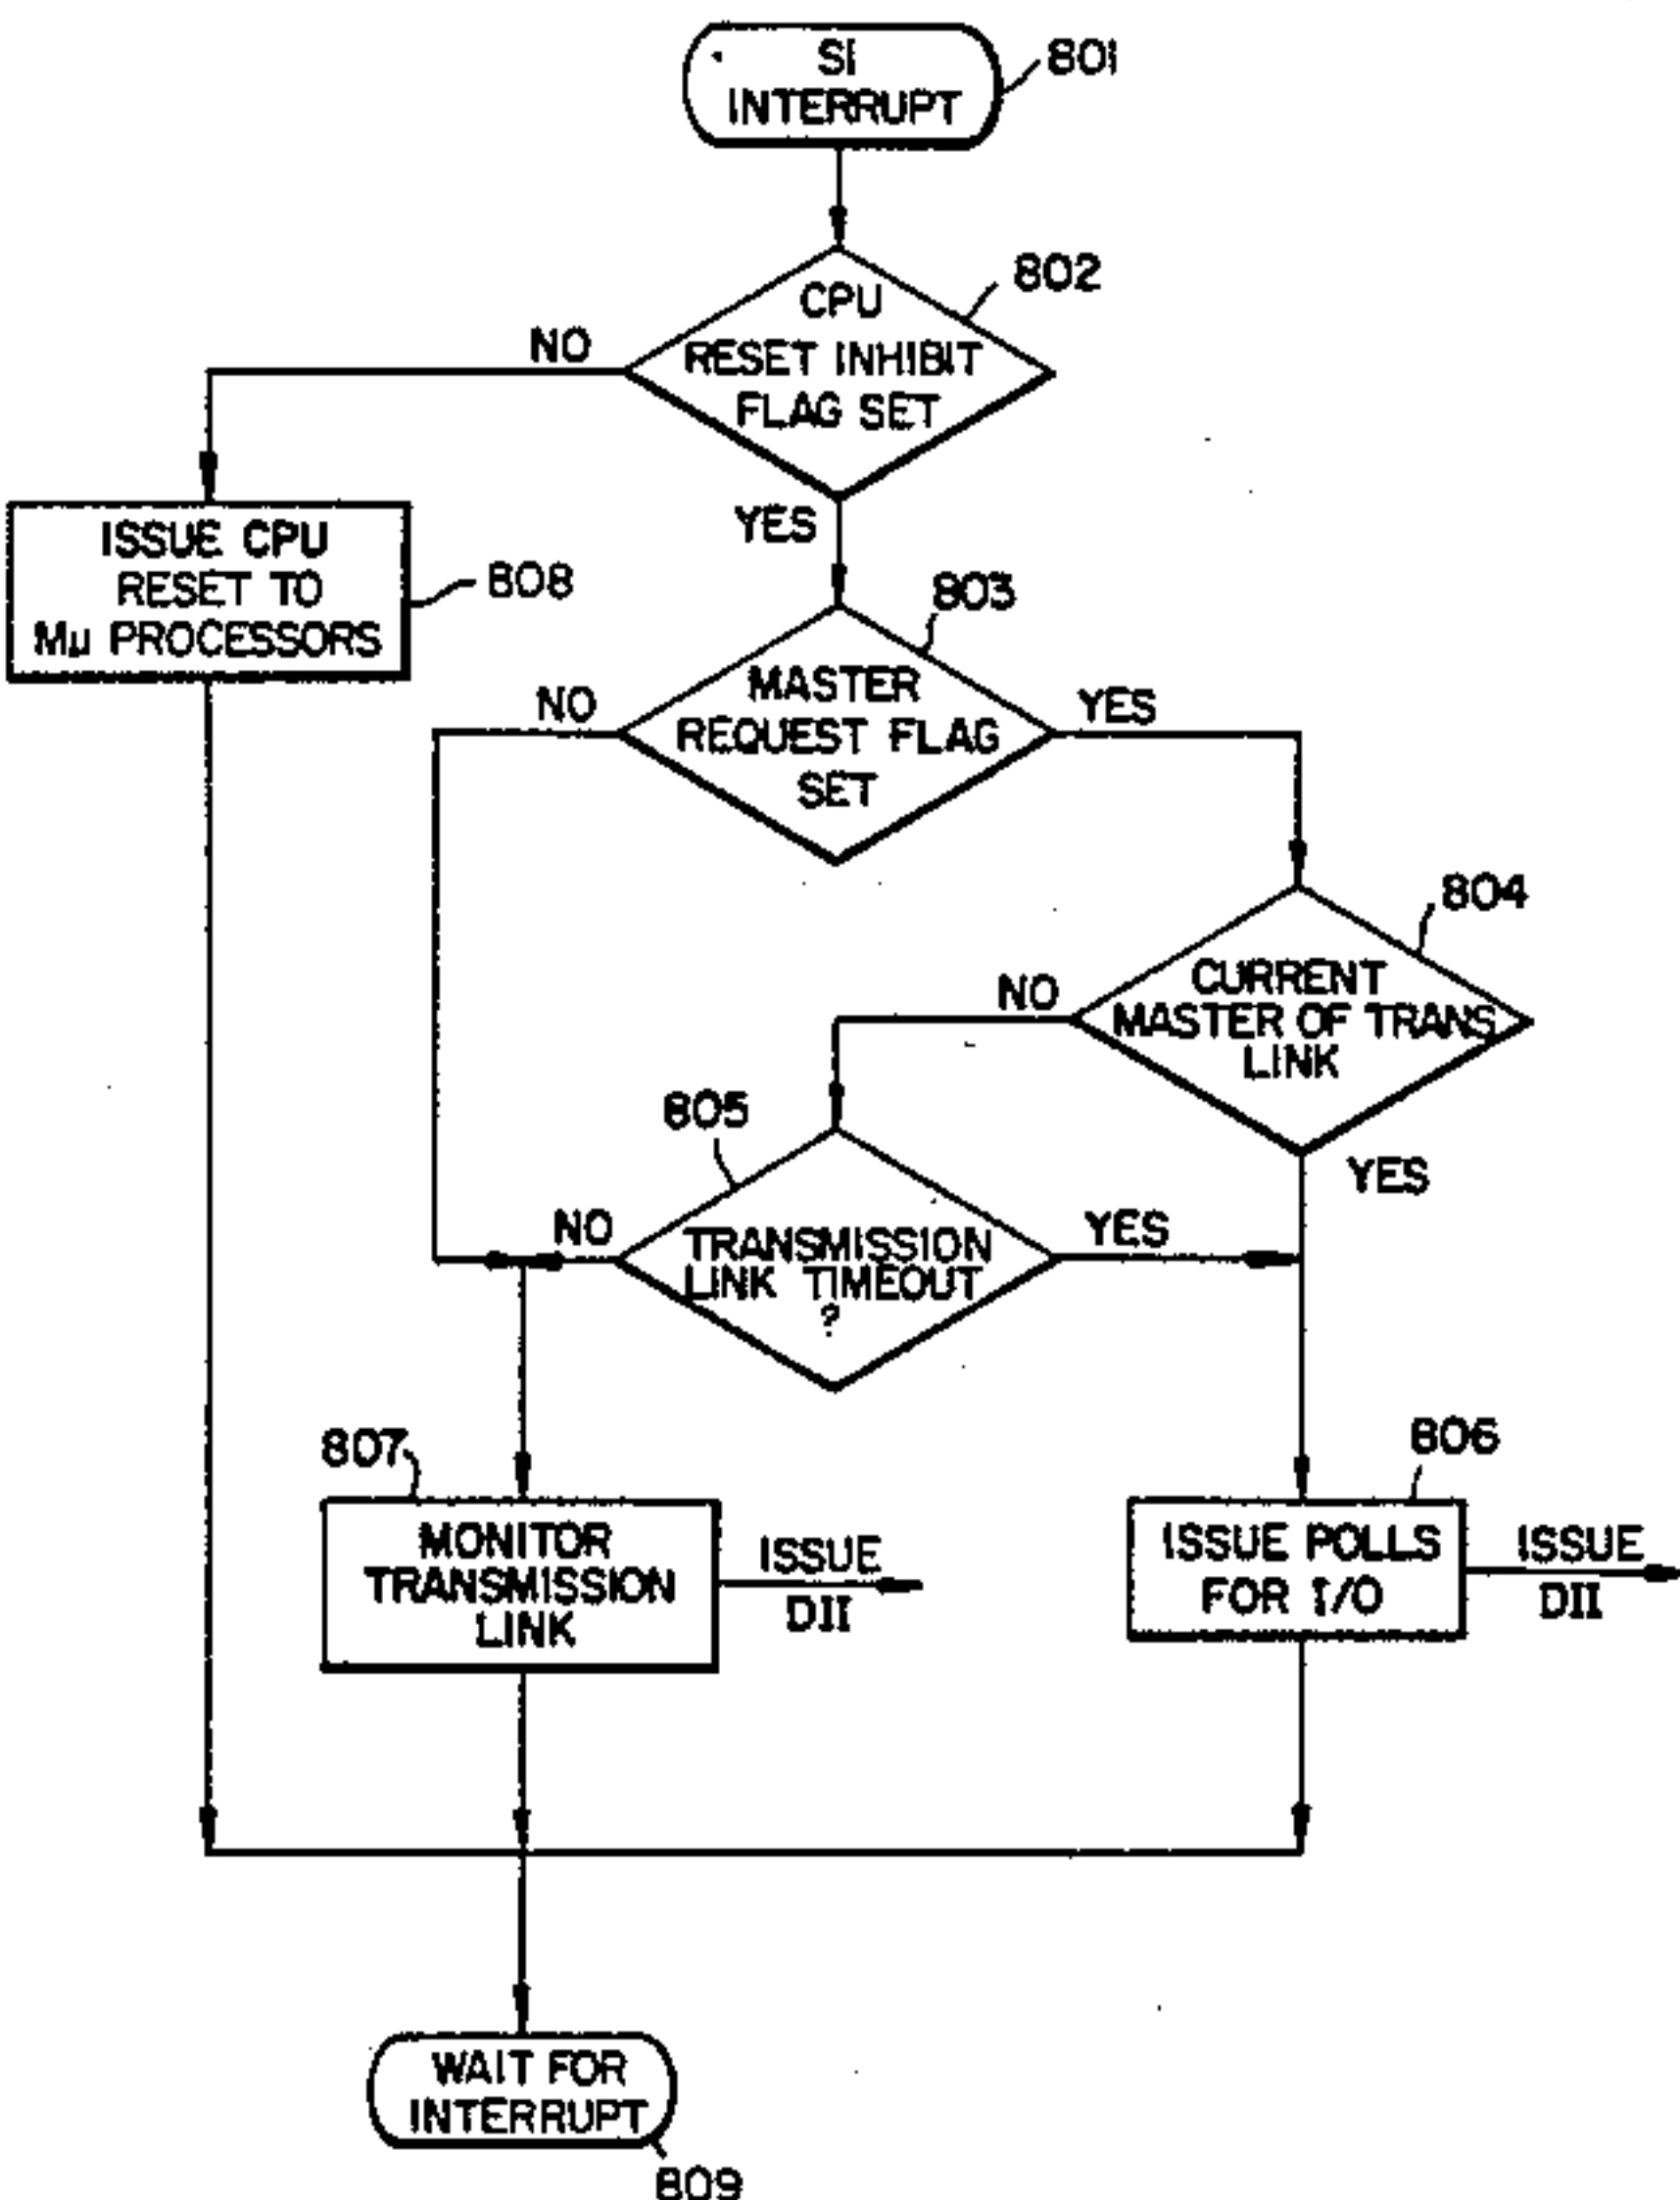 SI
INTERRUPT
801
802
CPU
RESET INHIBIT
FLAG SET
NO
YES
ISSUE CPU
RESET TO
Mμ PROCESSORS
808
803
MASTER
REQUEST FLAG
SET
NO
YES
804
CURRENT
MASTER OF TRANS
LINK
NO
YES
805
TRANSMISSION
LINK TIMEOUT
?
NO
YES
807
MONITOR
TRANSMISSION
LINK
ISSUE
DII
806
ISSUE POLLS
FOR I/O
ISSUE
DII
WAIT FOR
INTERRUPT
809